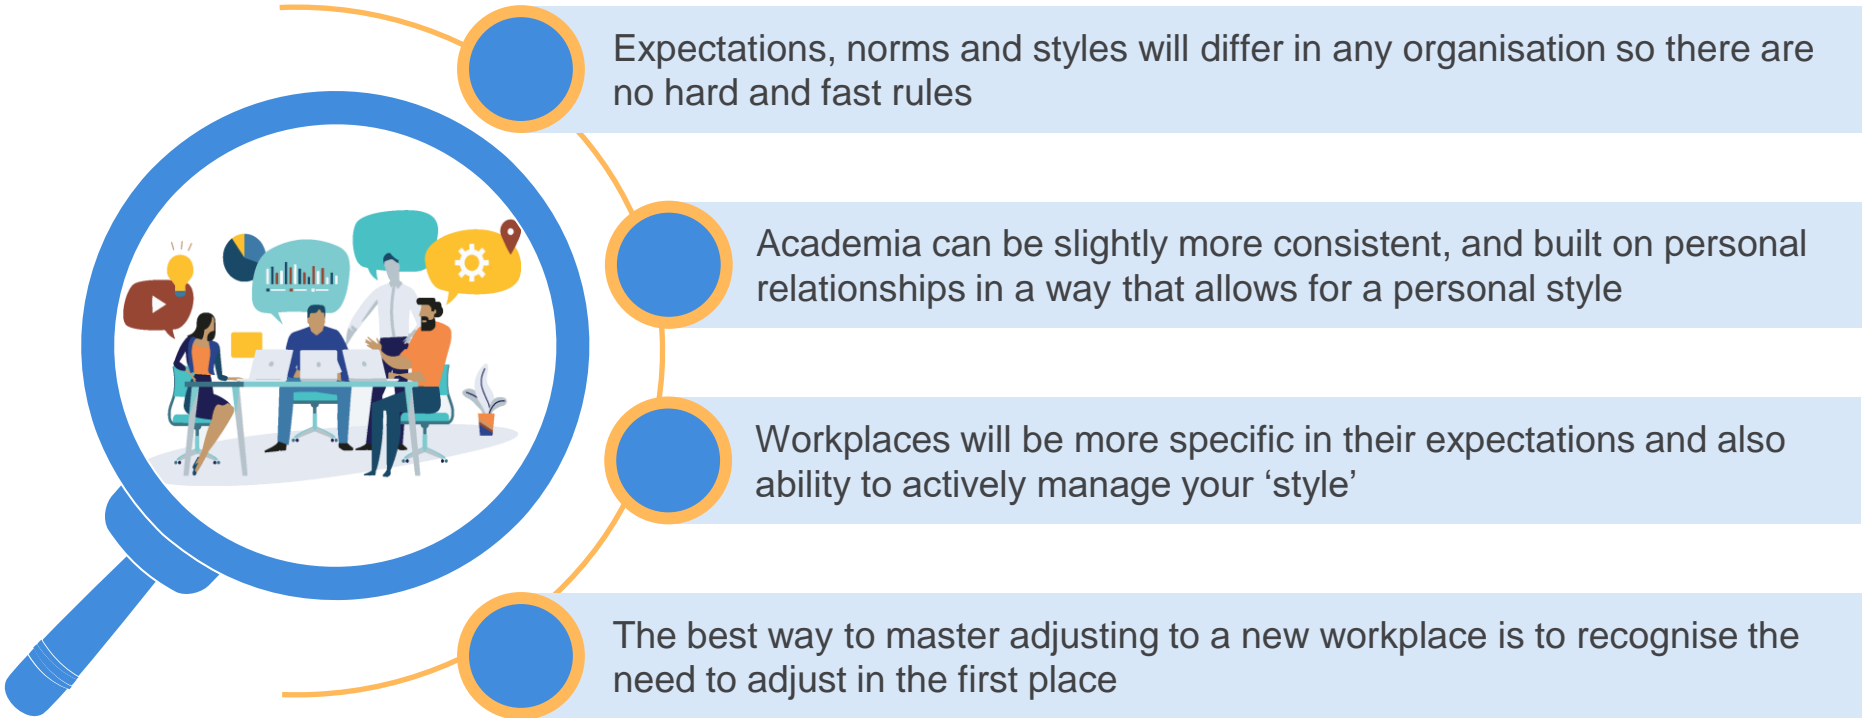 Expectations, norms and styles will differ in any organisation so there are
no hard and fast rules
Academia can be slightly more consistent, and built on personal
relationships in a way that allows for a personal style
Workplaces will be more specific in their expectations and also
ability to actively manage your ‘style’
The best way to master adjusting to a new workplace is to recognise the
need to adjust in the first place